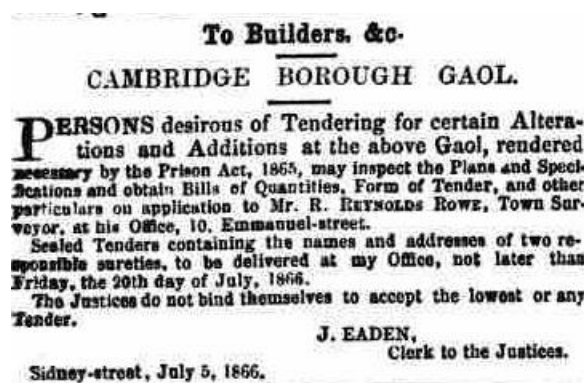 To Builders, &c.
CAMBRIDGE BOROUGH GAOL.
PERSONS desirous of Tendering for certain Altera-
tions and Additions at the above Gaol, rendered
necessary by the Prison Act, 1865, may inspect the Plans and Speci-
fications and obtain Bills of Quantities, Form of Tender, and other
particulars on application to Mr. R. REYNOLDS ROWE, Town Sur-
veyor, at his Office, 10, Emmanuel-street.
Sealed Tenders containing the names and addresses of two re-
sponsible sureties, to be delivered at my Office, not later than
Friday, the 20th day of July, 1866.
The Justices do not bind themselves to accept the lowest or any
Tender.
J. EADEN,
Clerk to the Justices.
Sidney-street, July 5, 1866.